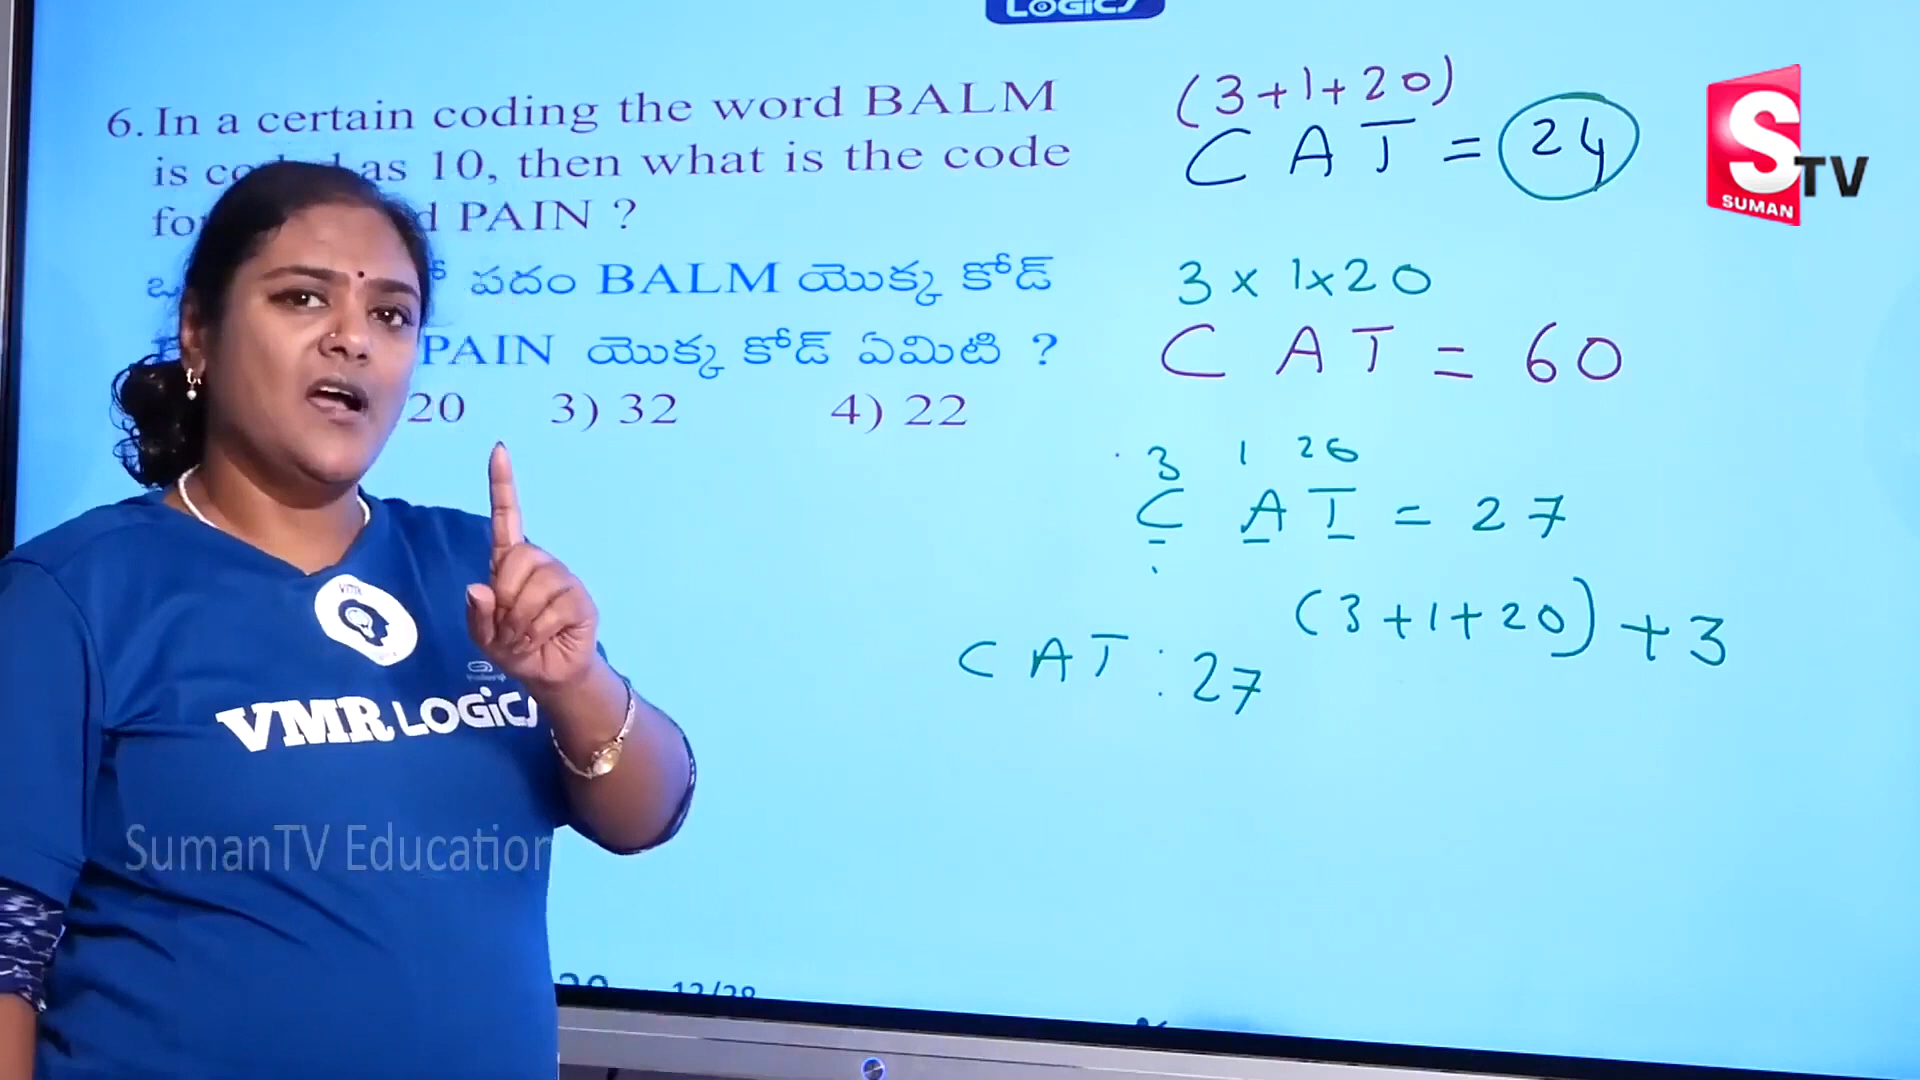 LOGICS
6. In a certain coding the word BALM
is as 10, then what is the code
PAIN ?
పదం BALM యొక్క కోడ్
PAIN యొక్క కోడ్ ఏమిటి ?
20 3) 32 4) 22
(3+1+20)
CAT = 24
3 x 1x20
CAT = 60
3 1 26
CAT = 27
(3+1+20) + 3
CAT : 27
S TV
SUMAN
VMR
VMR LOGICS
SumanTV Education